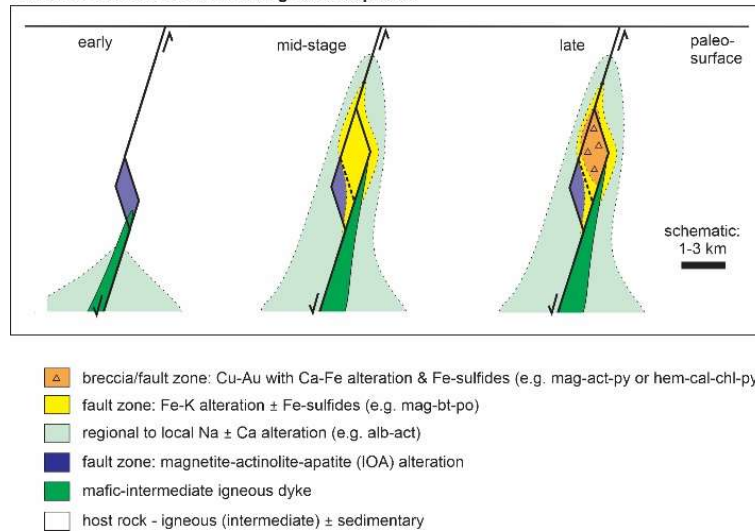 early
mid-stage
late
paleo-
surface
schematic:
1-3 km
breccia/fault zone: Cu-Au with Ca-Fe alteration & Fe-sulfides (e.g. mag-act-py or hem-cal-chl-py
fault zone: Fe-K alteration ± Fe-sulfides (e.g. mag-bt-po)
regional to local Na ± Ca alteration (e.g. alb-act)
fault zone: magnetite-actinolite-apatite (IOA) alteration
mafic-intermediate igneous dyke
host rock - igneous (intermediate) ± sedimentary